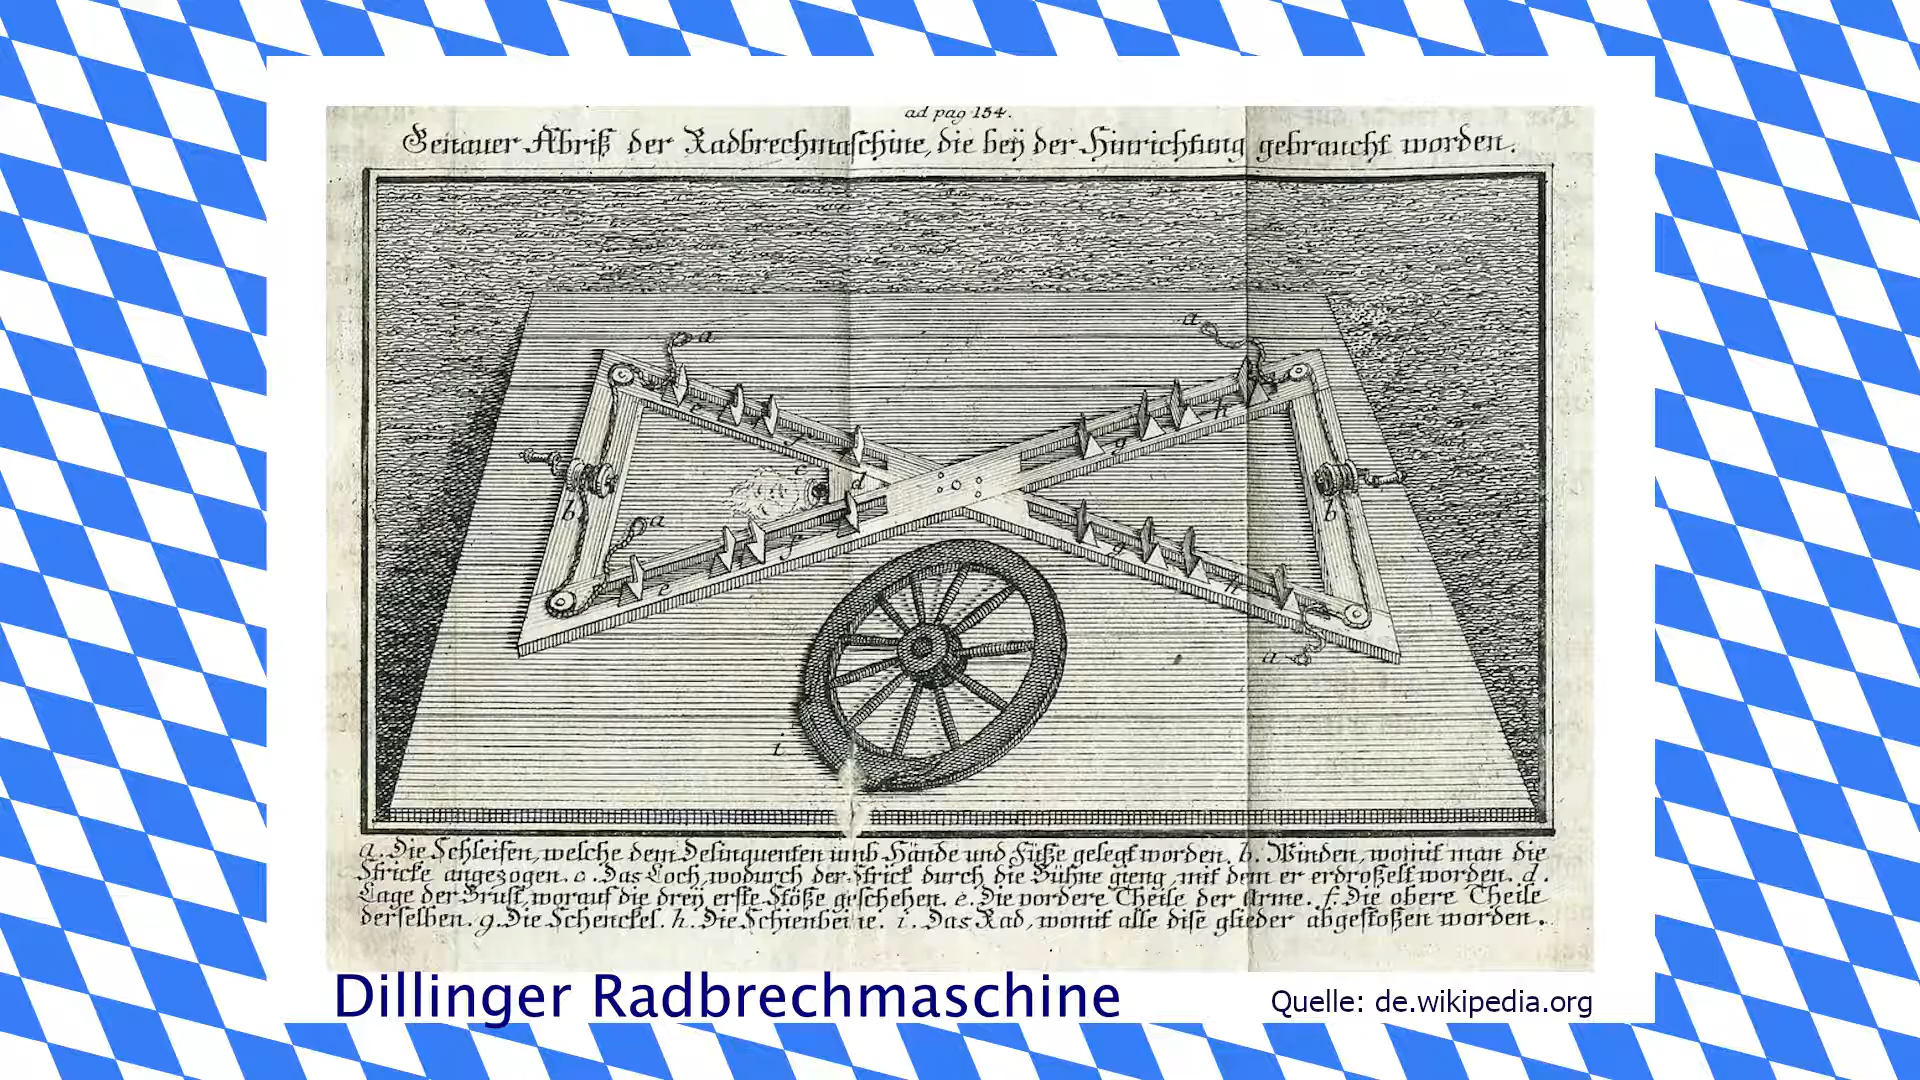 ad pag 154.
Genauer Abriß der Radbrechmaschine, die beÿ der Hinrichtung gebraucht worden.
a
a
e
h
f
g
c
d
b
b
a
f
g
e
h
a
i
a. Die Schleifen, welche dem Delinquenten umb Hände und Füße gelegt worden. b. Winden, womit man die
Stricke angezogen. c. Das Loch wodurch der Strick durch die Bühne gieng, mit dem er erdroßelt worden. d.
Lage der Brust, worauf die dreÿ erste Stöße geschehen. e. Die vordere Theile der Arme. f. Die obere Theile
derselben. g. Die Schenckel. h. Die Schienbeine. i. Das Rad, womit alle dise glieder abgestoßen worden.
Dillinger Radbrechmaschine
Quelle: de.wikipedia.org